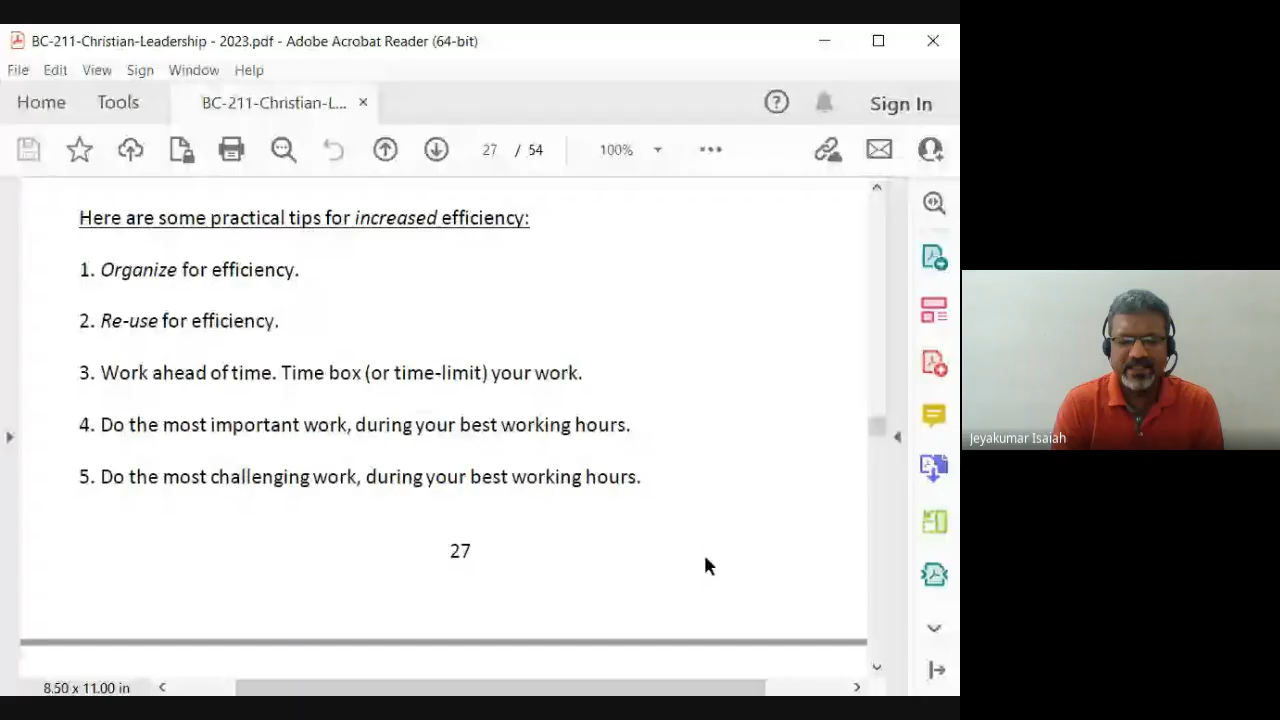 BC-211-Christian-Leadership - 2023.pdf - Adobe Acrobat Reader (64-bit)
File Edit View Sign Window Help
Home Tools BC-211-Christian-L... × Sign In
27 / 54 100%
Here are some practical tips for increased efficiency:
1. Organize for efficiency.
2. Re-use for efficiency.
3. Work ahead of time. Time box (or time-limit) your work.
4. Do the most important work, during your best working hours.
5. Do the most challenging work, during your best working hours.
27
8.50 x 11.00 in
Jeyakumar Isaiah